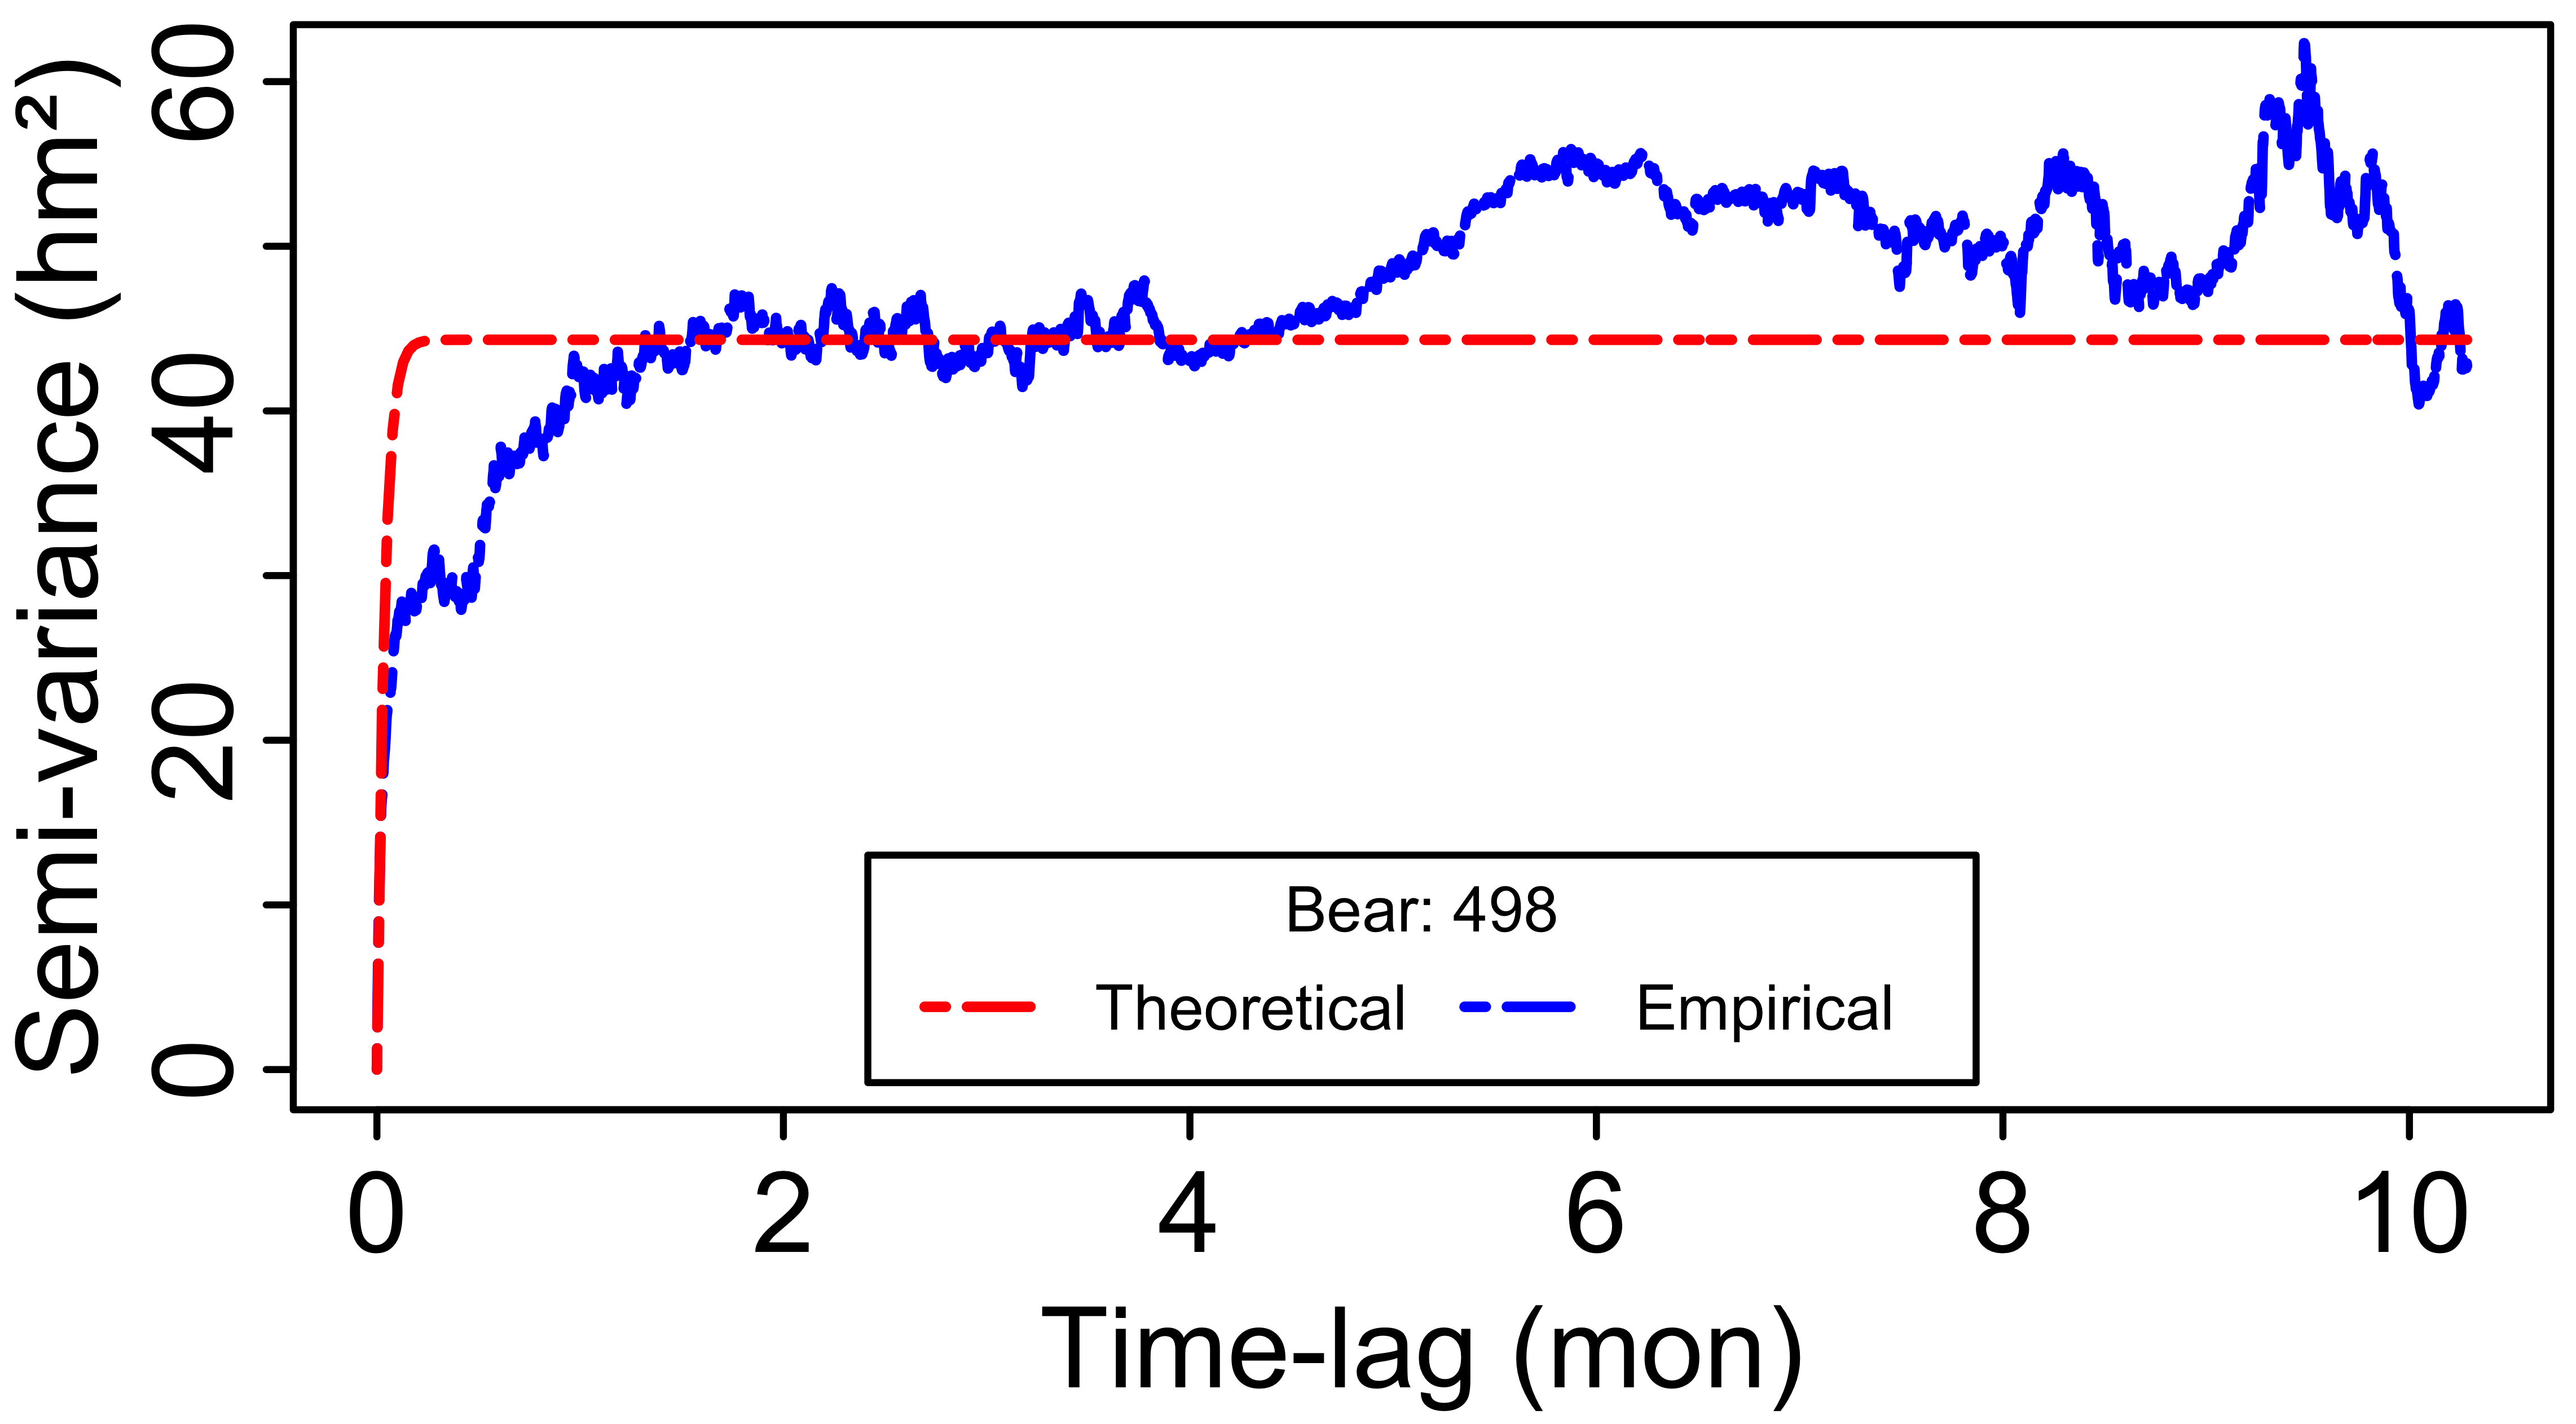 Semi-variance (hm²)
60
40
20
0
Bear: 498
Theoretical Empirical
0 2 4 6 8 10
Time-lag (mon)